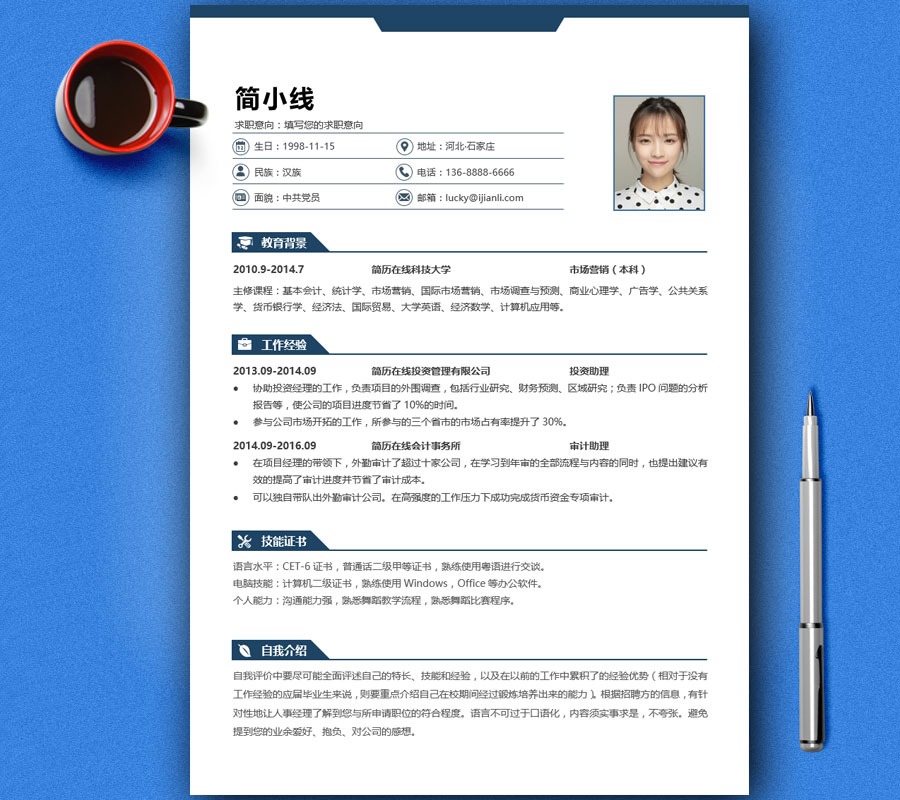 简小线
求职意向：填写您的求职意向
生日：1998-11-15 地址：河北·石家庄
民族：汉族 电话：136-8888-6666
面貌：中共党员 邮箱：lucky@ijianli.com
教育背景
2010.9-2014.7 简历在线科技大学 市场营销（本科）
主修课程：基本会计、统计学、市场营销、国际市场营销、市场调查与预测、商业心理学、广告学、公共关系
学、货币银行学、经济法、国际贸易、大学英语、经济数学、计算机应用等。
工作经验
2013.09-2014.09 简历在线投资管理有限公司 投资助理
● 协助投资经理的工作，负责项目的外围调查，包括行业研究、财务预测、区域研究；负责 IPO 问题的分析
报告等，使公司的项目进度节省了 10%的时间。
● 参与公司市场开拓的工作，所参与的三个省市的市场占有率提升了 30%。
2014.09-2016.09 简历在线会计事务所 审计助理
● 在项目经理的带领下，外勤审计了超过十家公司，在学习到年审的全部流程与内容的同时，也提出建议有
效的提高了审计进度并节省了审计成本。
● 可以独自带队出外勤审计公司。在高强度的工作压力下成功完成货币资金专项审计。
技能证书
语言水平：CET-6 证书，普通话二级甲等证书，熟练使用粤语进行交谈。
电脑技能：计算机二级证书，熟练使用 Windows，Office 等办公软件。
个人能力：沟通能力强，熟悉舞蹈教学流程，熟悉舞蹈比赛程序。
自我介绍
自我评价中要尽可能全面评述自己的特长、技能和经验，以及在以前的工作中累积了的经验优势（相对于没有
工作经验的应届毕业生来说，则要重点介绍自己在校期间经过锻炼培养出来的能力）。根据招聘方的信息，有针
对性地让人事经理了解到您与所申请职位的符合程度。语言不可过于口语化，内容须实事求是，不夸张。避免
提到您的业余爱好、抱负、对公司的感想。